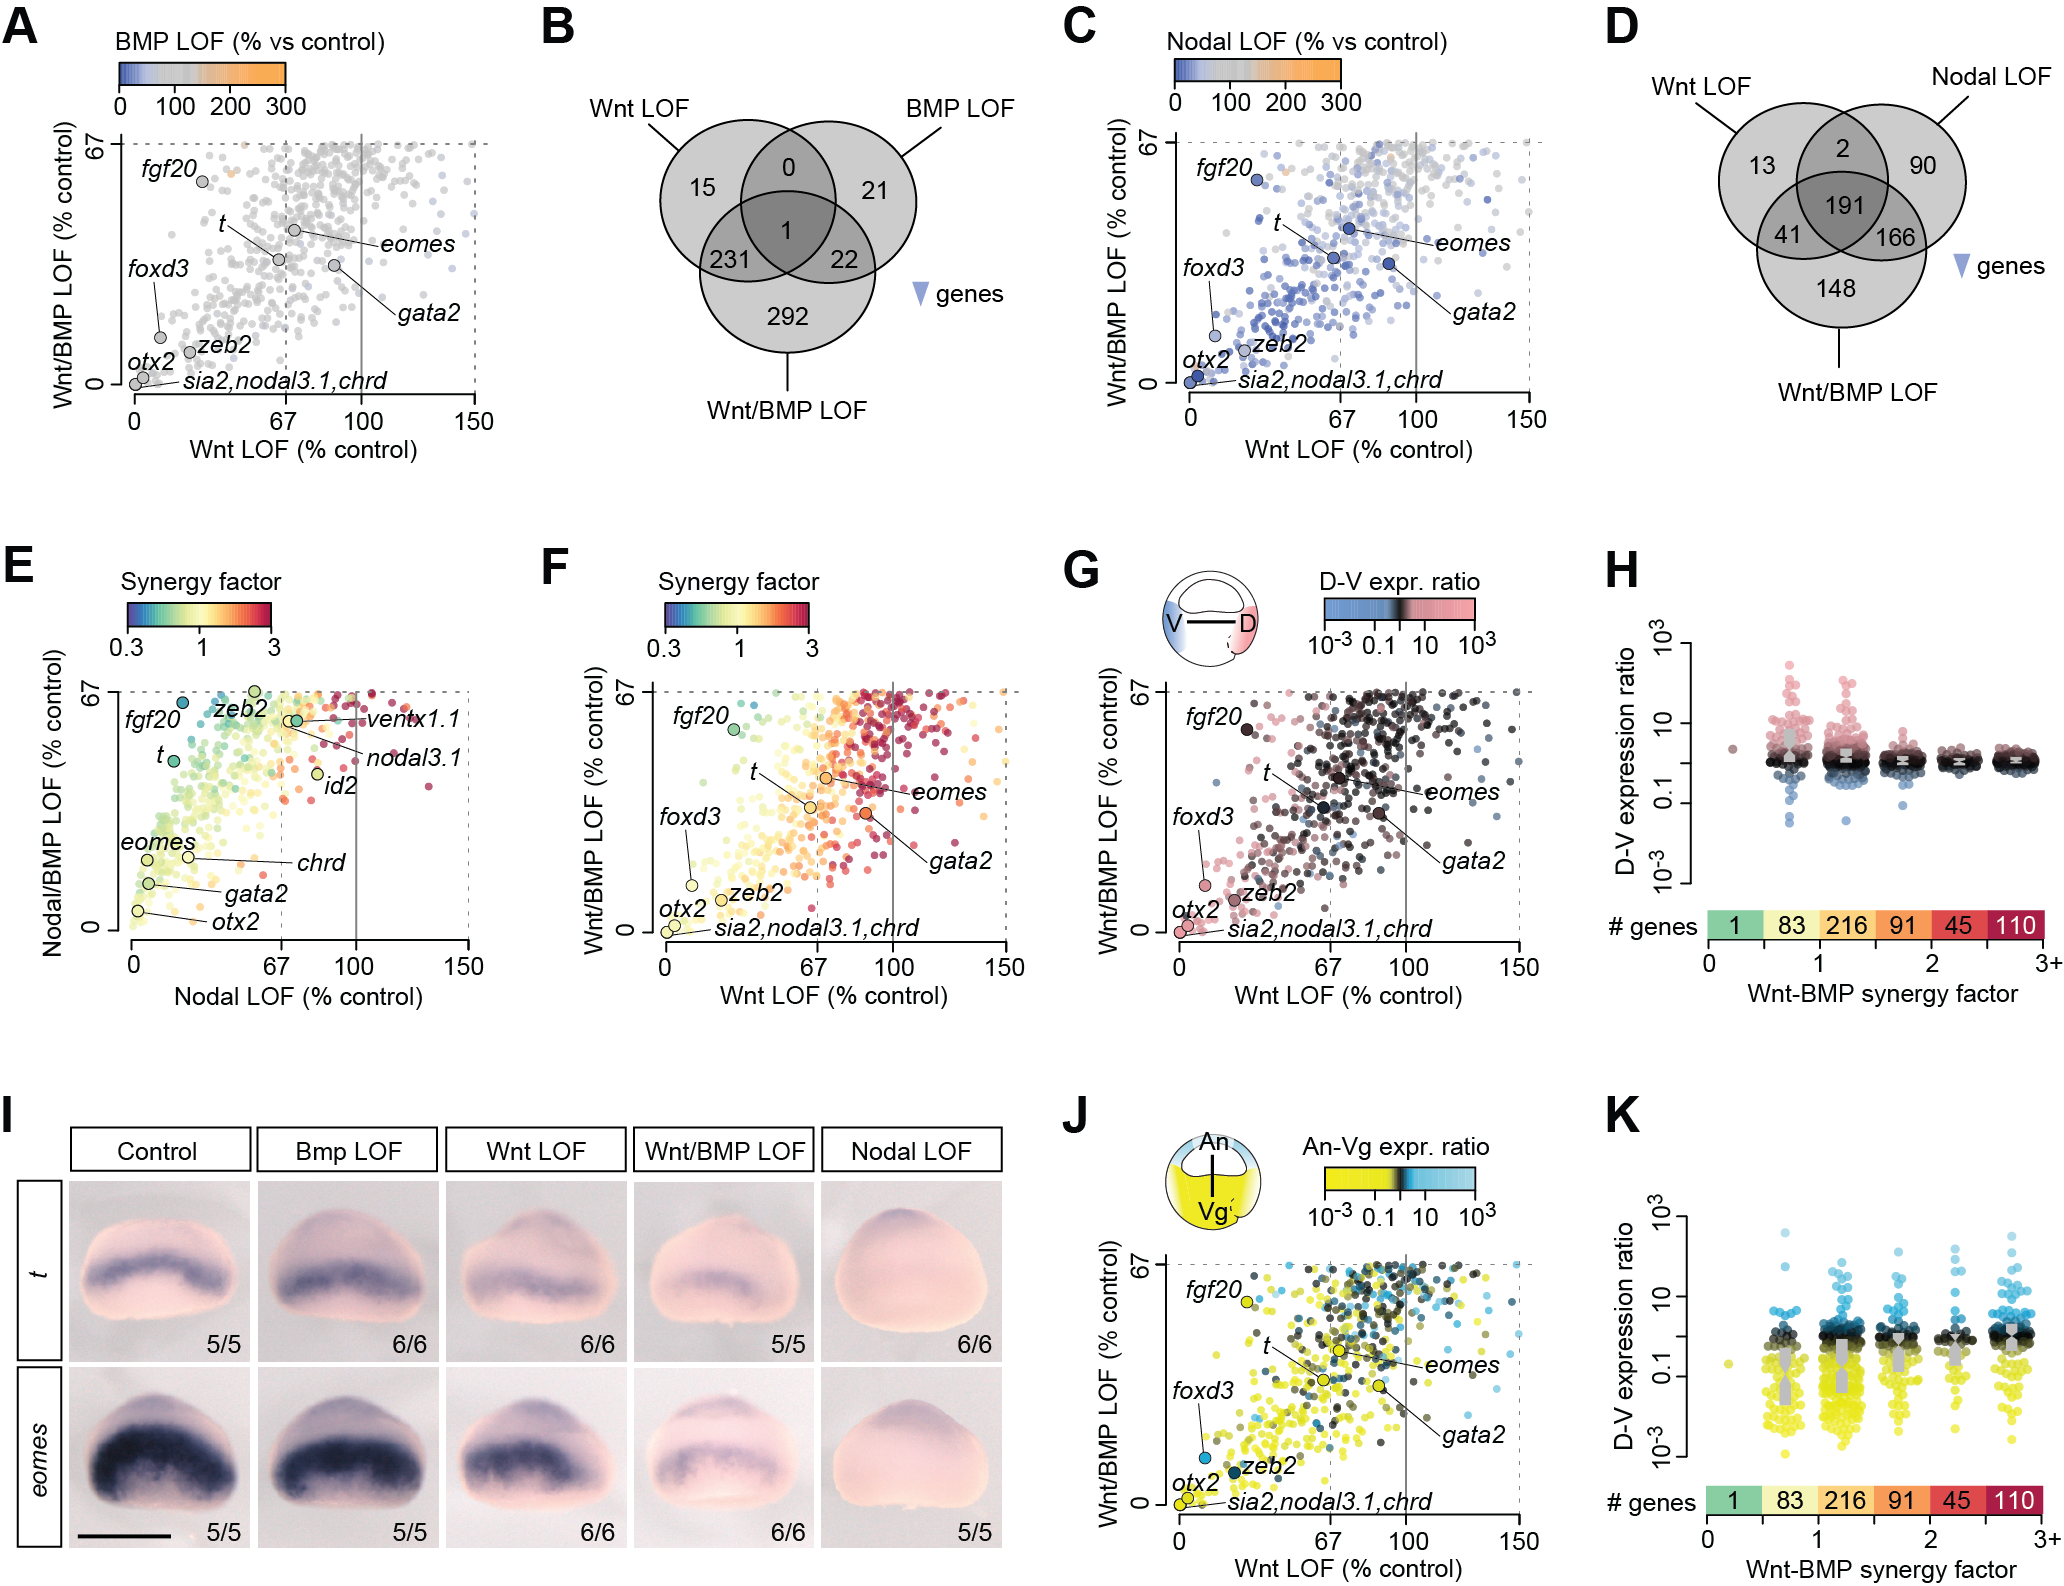 A
BMP LOF (% vs control)
0 100 200 300
Wnt/BMP LOF (% control)
67
0
fgf20
t
eomes
foxd3
gata2
zeb2
otx2
sia2,nodal3.1,chrd
0 67 100 150
Wnt LOF (% control)
B
Wnt LOF
BMP LOF
0
15
21
1
231
22
292
genes
Wnt/BMP LOF
C
Nodal LOF (% vs control)
0 100 200 300
Wnt/BMP LOF (% control)
67
0
fgf20
t
eomes
foxd3
gata2
zeb2
otx2
sia2,nodal3.1,chrd
0 67 100 150
Wnt LOF (% control)
D
Wnt LOF
Nodal LOF
2
13
90
191
41
166
148
genes
Wnt/BMP LOF
E
Synergy factor
0.3 1 3
Nodal/BMP LOF (% control)
67
0
fgf20
zeb2
ventx1.1
t
nodal3.1
id2
eomes
chrd
gata2
otx2
0 67 100 150
Nodal LOF (% control)
F
Synergy factor
0.3 1 3
Wnt/BMP LOF (% control)
67
0
fgf20
t
eomes
foxd3
gata2
zeb2
otx2
sia2,nodal3.1,chrd
0 67 100 150
Wnt LOF (% control)
G
V D
D-V expr. ratio
10-3 0.1 10 103
Wnt/BMP LOF (% control)
67
0
fgf20
t
eomes
foxd3
gata2
zeb2
otx2
sia2,nodal3.1,chrd
0 67 100 150
Wnt LOF (% control)
H
D-V expression ratio
103
10
0.1
10-3
# genes 1 83 216 91 45 110
0 1 2 3+
Wnt-BMP synergy factor
I
Control
Bmp LOF
Wnt LOF
Wnt/BMP LOF
Nodal LOF
t
5/5
6/6
6/6
5/5
6/6
eomes
5/5
5/5
6/6
6/6
5/5
J
An
Vg
An-Vg expr. ratio
10-3 0.1 10 103
Wnt/BMP LOF (% control)
67
0
fgf20
t
eomes
foxd3
gata2
zeb2
otx2
sia2,nodal3.1,chrd
0 67 100 150
Wnt LOF (% control)
K
D-V expression ratio
103
10
0.1
10-3
# genes 1 83 216 91 45 110
0 1 2 3+
Wnt-BMP synergy factor